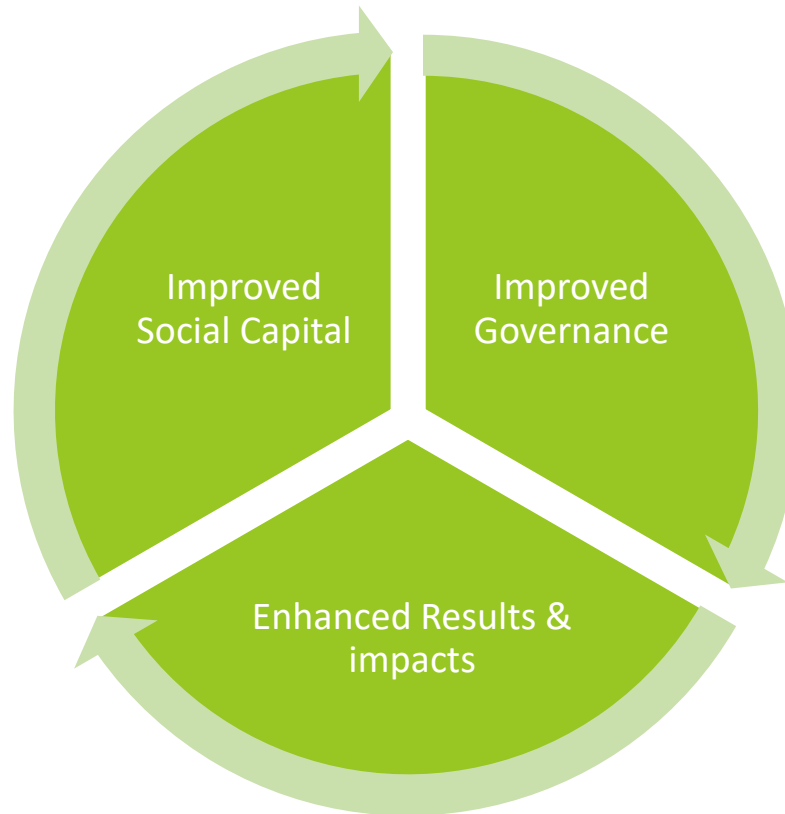 Improved
Social Capital
Improved
Governance
Enhanced Results &
impacts